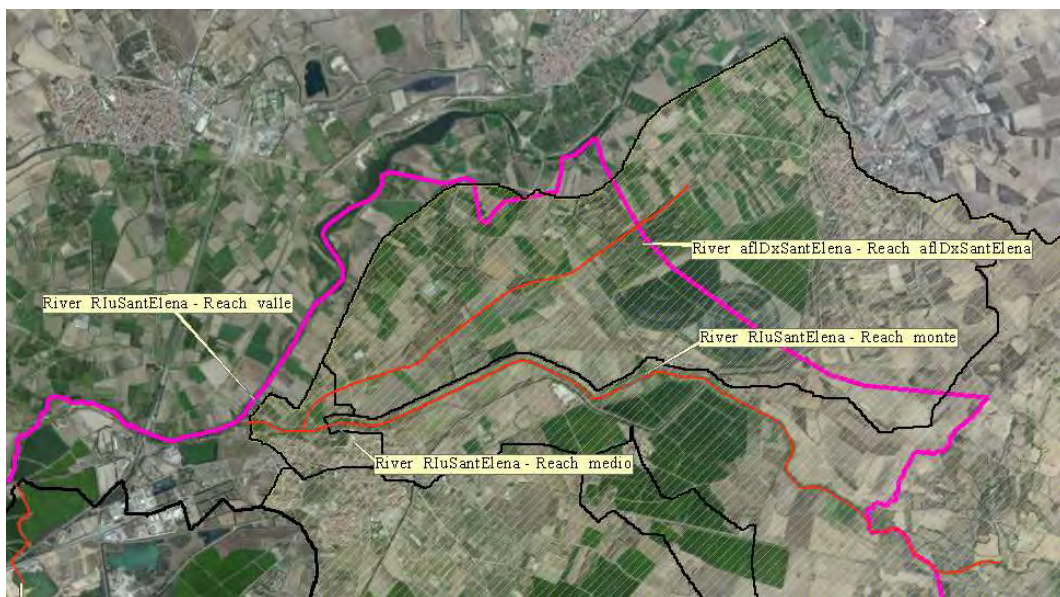 River aflDxSantElena - Reach aflDxSantElena
River RIuSantElena - Reach valle
River RIuSantElena - Reach monte
River RIuSantElena - Reach medio